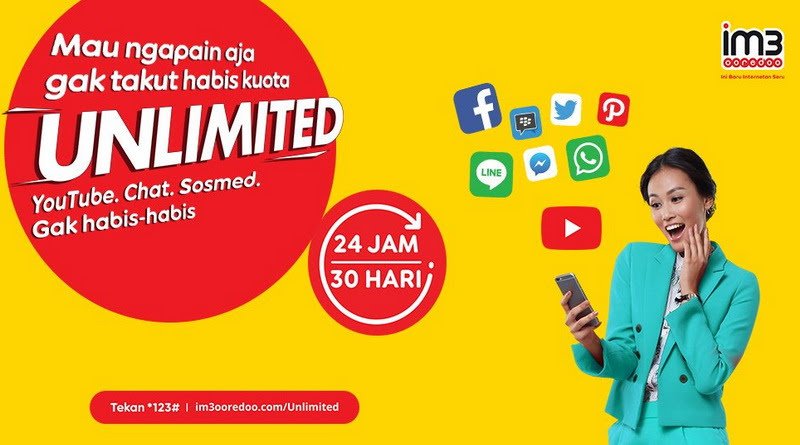 Mau ngapain aja
gak takut habis kuota
UNLIMITED
YouTube. Chat. Sosmed.
Gak habis-habis
24 JAM
30 HARI
im3
ooredoo
Ini Baru Internetan Seru
LINE
Tekan *123# | im3ooredoo.com/Unlimited